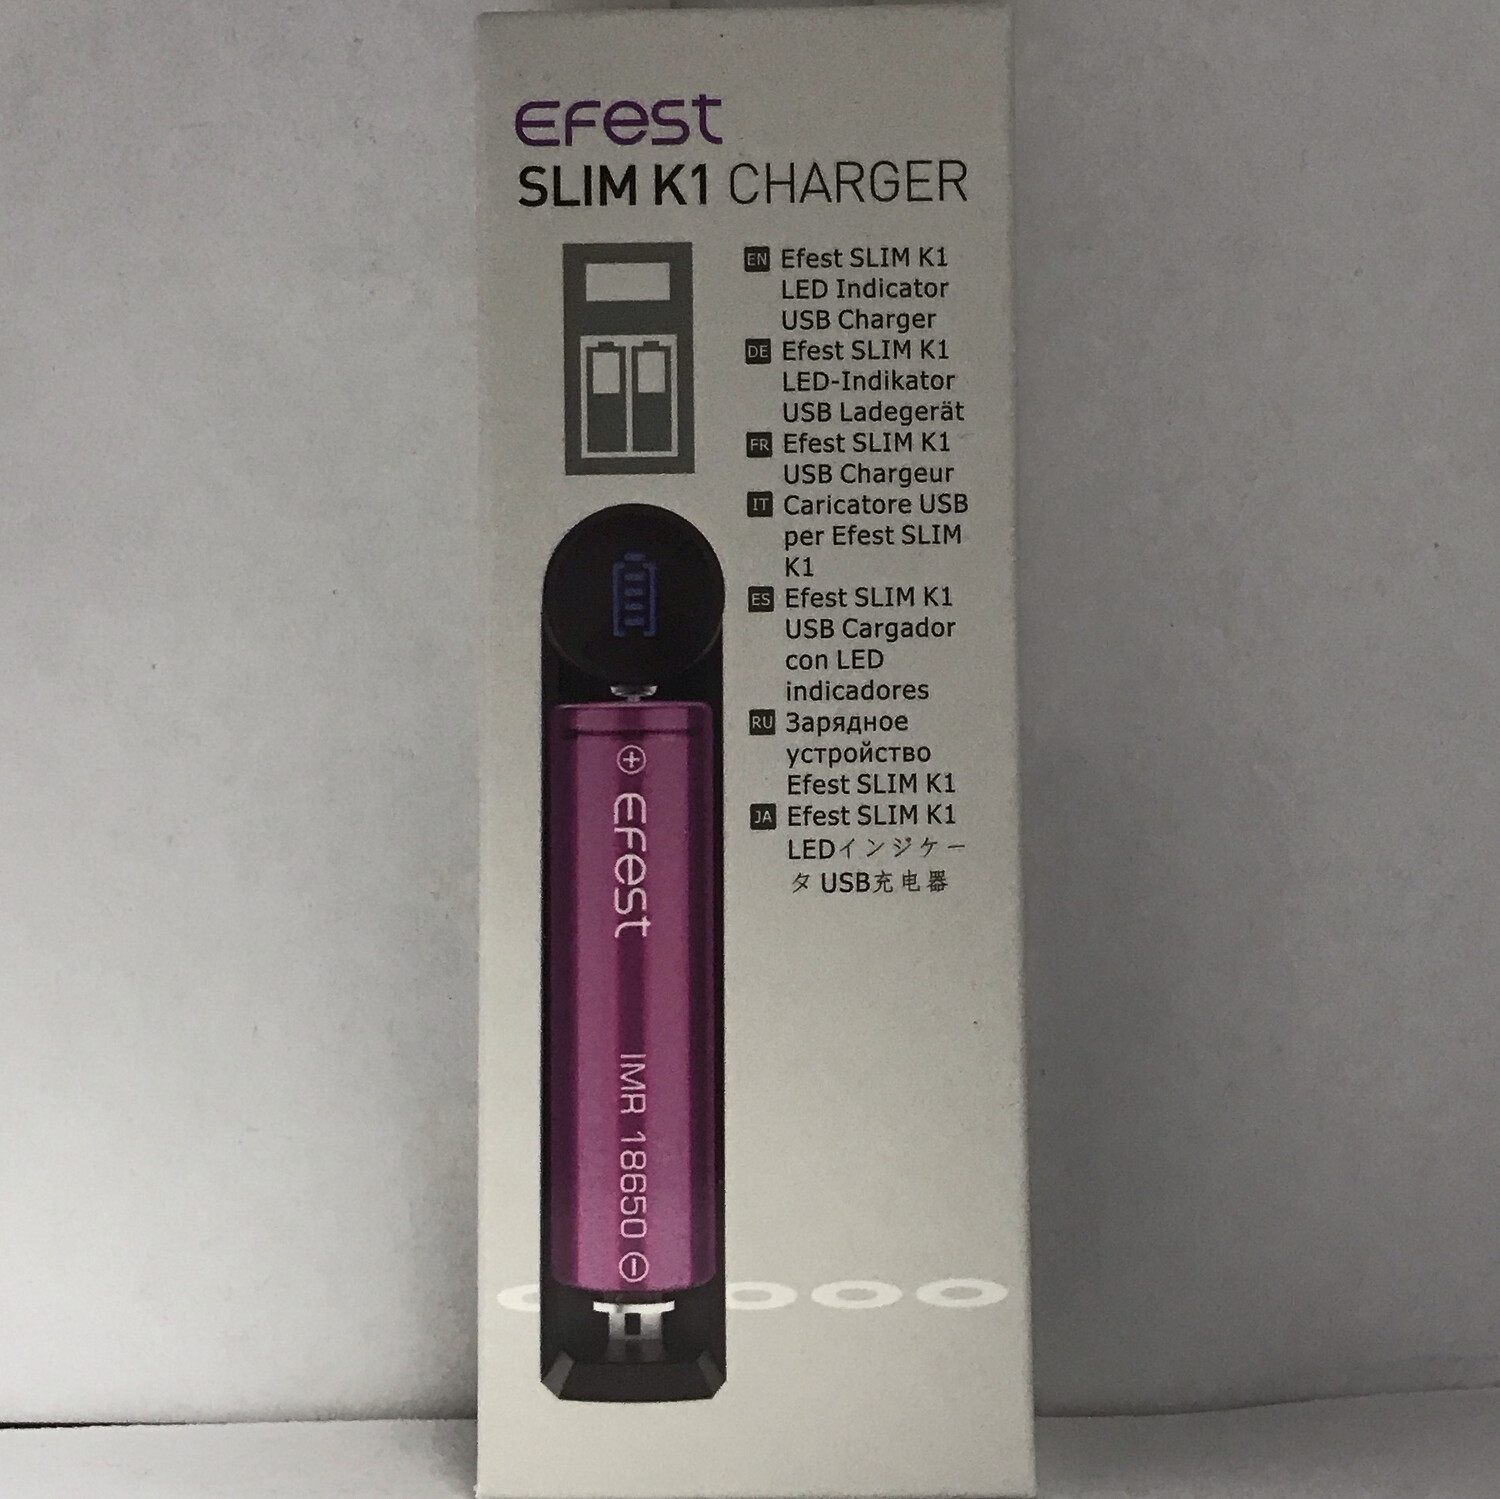 Efest
SLIM K1 CHARGER
EN Efest SLIM K1
LED Indicator
USB Charger
DE Efest SLIM K1
LED-Indikator
USB Ladegerät
FR Efest SLIM K1
USB Chargeur
IT Caricatore USB
per Efest SLIM
K1
ES Efest SLIM K1
USB Cargador
con LED
indicadores
RU Зарядное
устройство
Efest SLIM K1
JA Efest SLIM K1
LEDインジケー
タ USB充电器
Efest IMR 18650